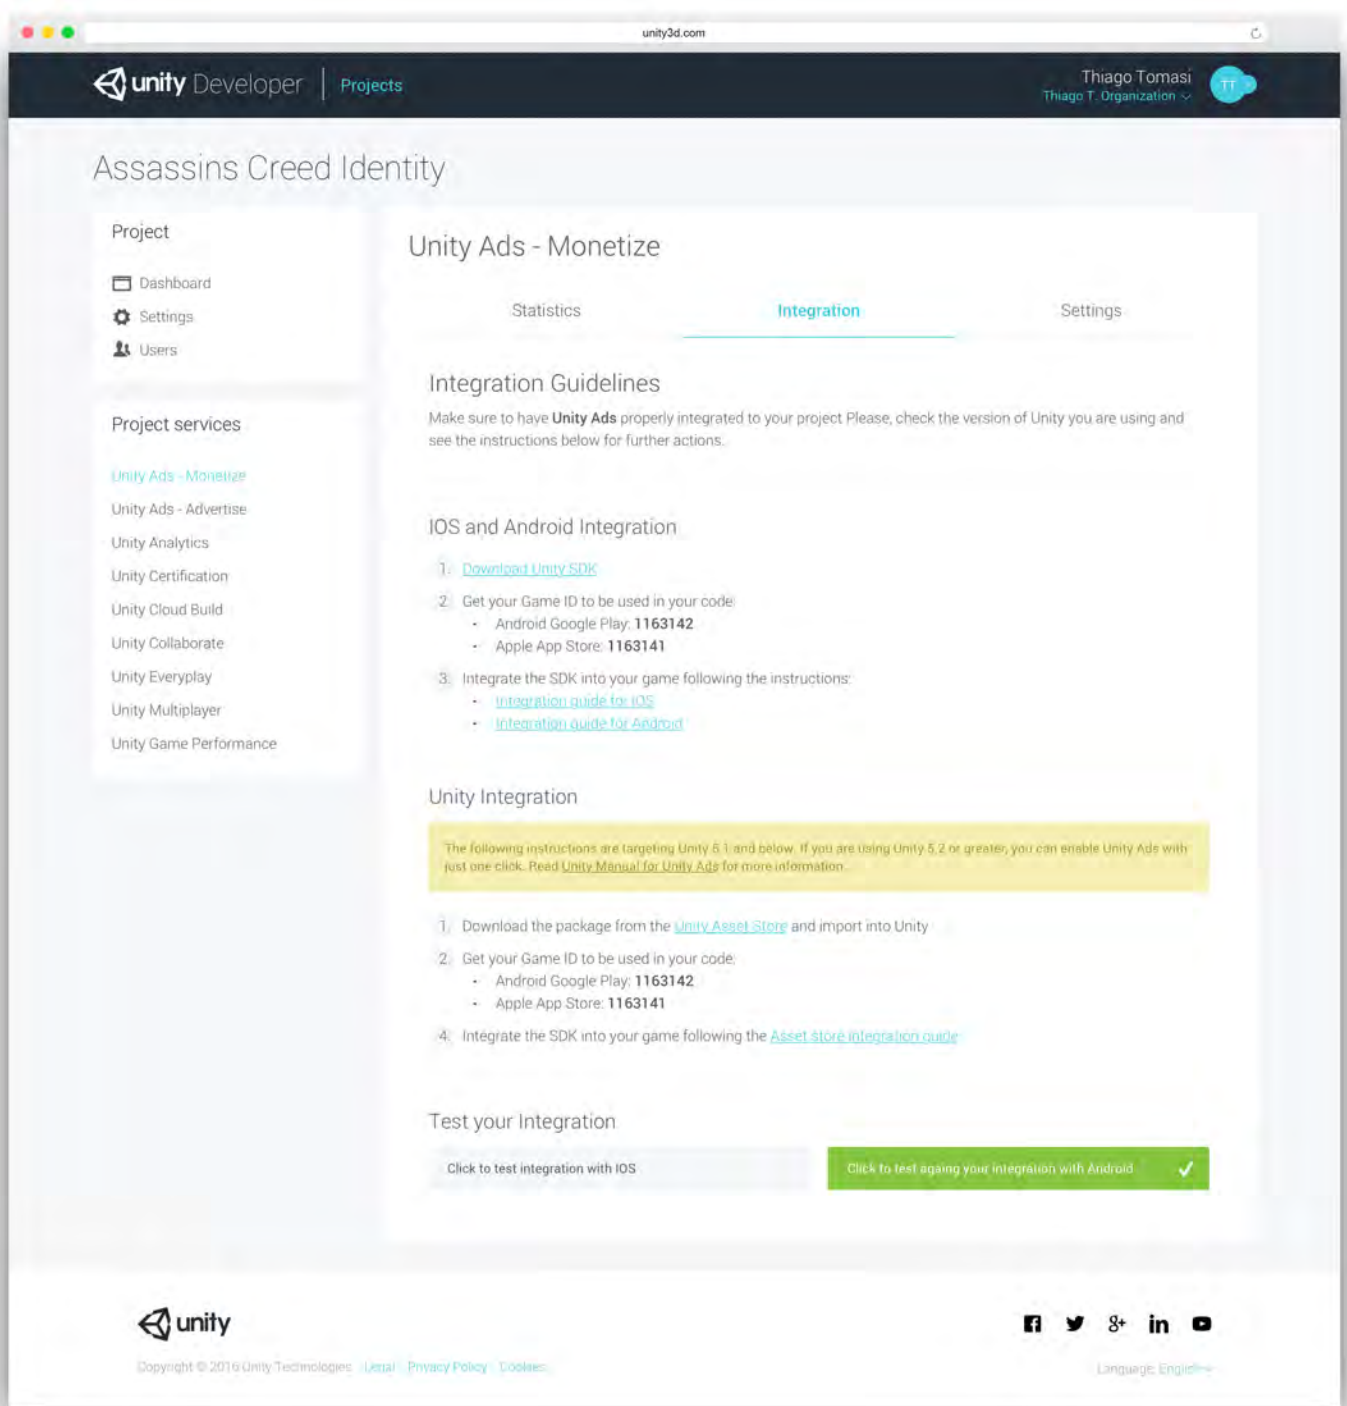 unity3d.com
unity Developer | Projects
Thiago Tomasi
Thiago T. Organization
TT
Assassins Creed Identity
Project
Dashboard
Settings
Users
Project services
Unity Ads - Monetize
Unity Ads - Advertise
Unity Analytics
Unity Certification
Unity Cloud Build
Unity Collaborate
Unity Everyplay
Unity Multiplayer
Unity Game Performance
Unity Ads - Monetize
Statistics
Integration
Settings
Integration Guidelines
Make sure to have Unity Ads properly integrated to your project Please, check the version of Unity you are using and
see the instructions below for further actions.
IOS and Android Integration
1. Download Unity SDK
2. Get your Game ID to be used in your code
- Android Google Play: 1163142
- Apple App Store: 1163141
3. Integrate the SDK into your game following the instructions:
- Integration guide for IOS
- Integration guide for Android
Unity Integration
The following instructions are targeting Unity 5.1 and below. If you are using Unity 5.2 or greater, you can enable Unity Ads with
just one click. Read Unity Manual for Unity Ads for more information.
1. Download the package from the Unity Asset Store and import into Unity
2. Get your Game ID to be used in your code:
- Android Google Play: 1163142
- Apple App Store: 1163141
4. Integrate the SDK into your game following the Asset store integration guide
Test your Integration
Click to test integration with IOS
Click to test againg your integration with Android
unity
Copyright © 2016 Unity Technologies Legal Privacy Policy Cookies
Language: English